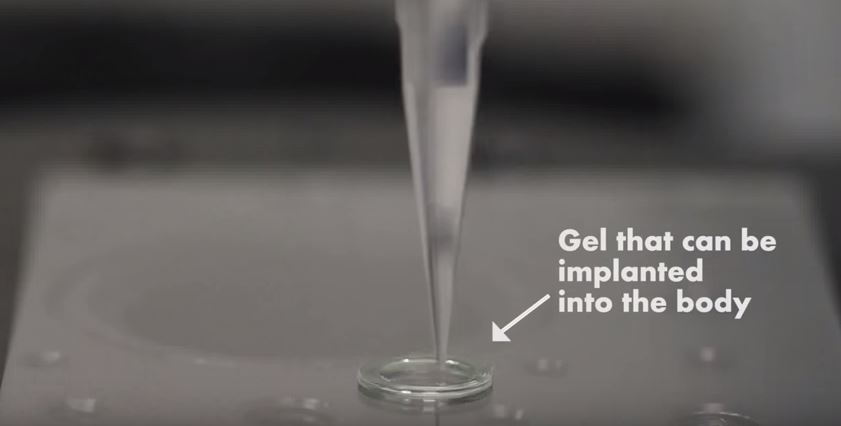 Gel that can be
implanted
into the body